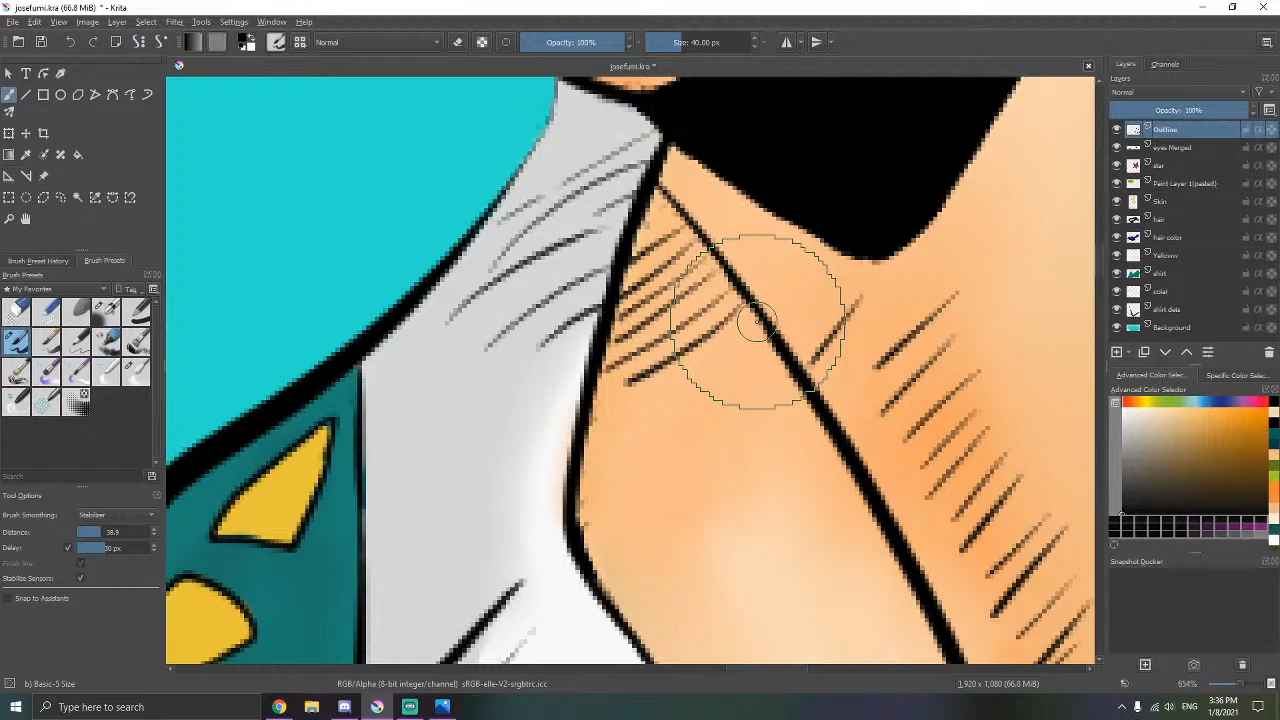 josefumi.kra (66.8 MiB) * - Krita
File Edit View Image Layer Select Filter Tools Settings Window Help
Normal
Opacity: 100%
Size: 40.00 px
josefumi.kra *
Layers Channels
Layers
Normal
Opacity: 100%
Outline
eyes Merged
star
Paint Layer 1(pasted)
Skin
hair
hair color
shirt
shirt dets
Background
Brush Preset History Brush Presets
Brush Presets
My Favorites
Tag
Search
Tool Options
Brush Smoothing: Stabilizer
Distance: 38.9
Delay: 30 px
Finish line:
Stabilize Sensors:
Snap to Assistants
Advanced Color Selec... Specific Color Selec...
Advanced Color Selector
Snapshot Docker
b) Basic-5 Size
RGB/Alpha (8-bit integer/channel) sRGB-elle-V2-srgbtrc.icc
1,920 x 1,080 (66.8 MiB)
654%
Type here to search
ENG
3:36 PM
1/8/2021